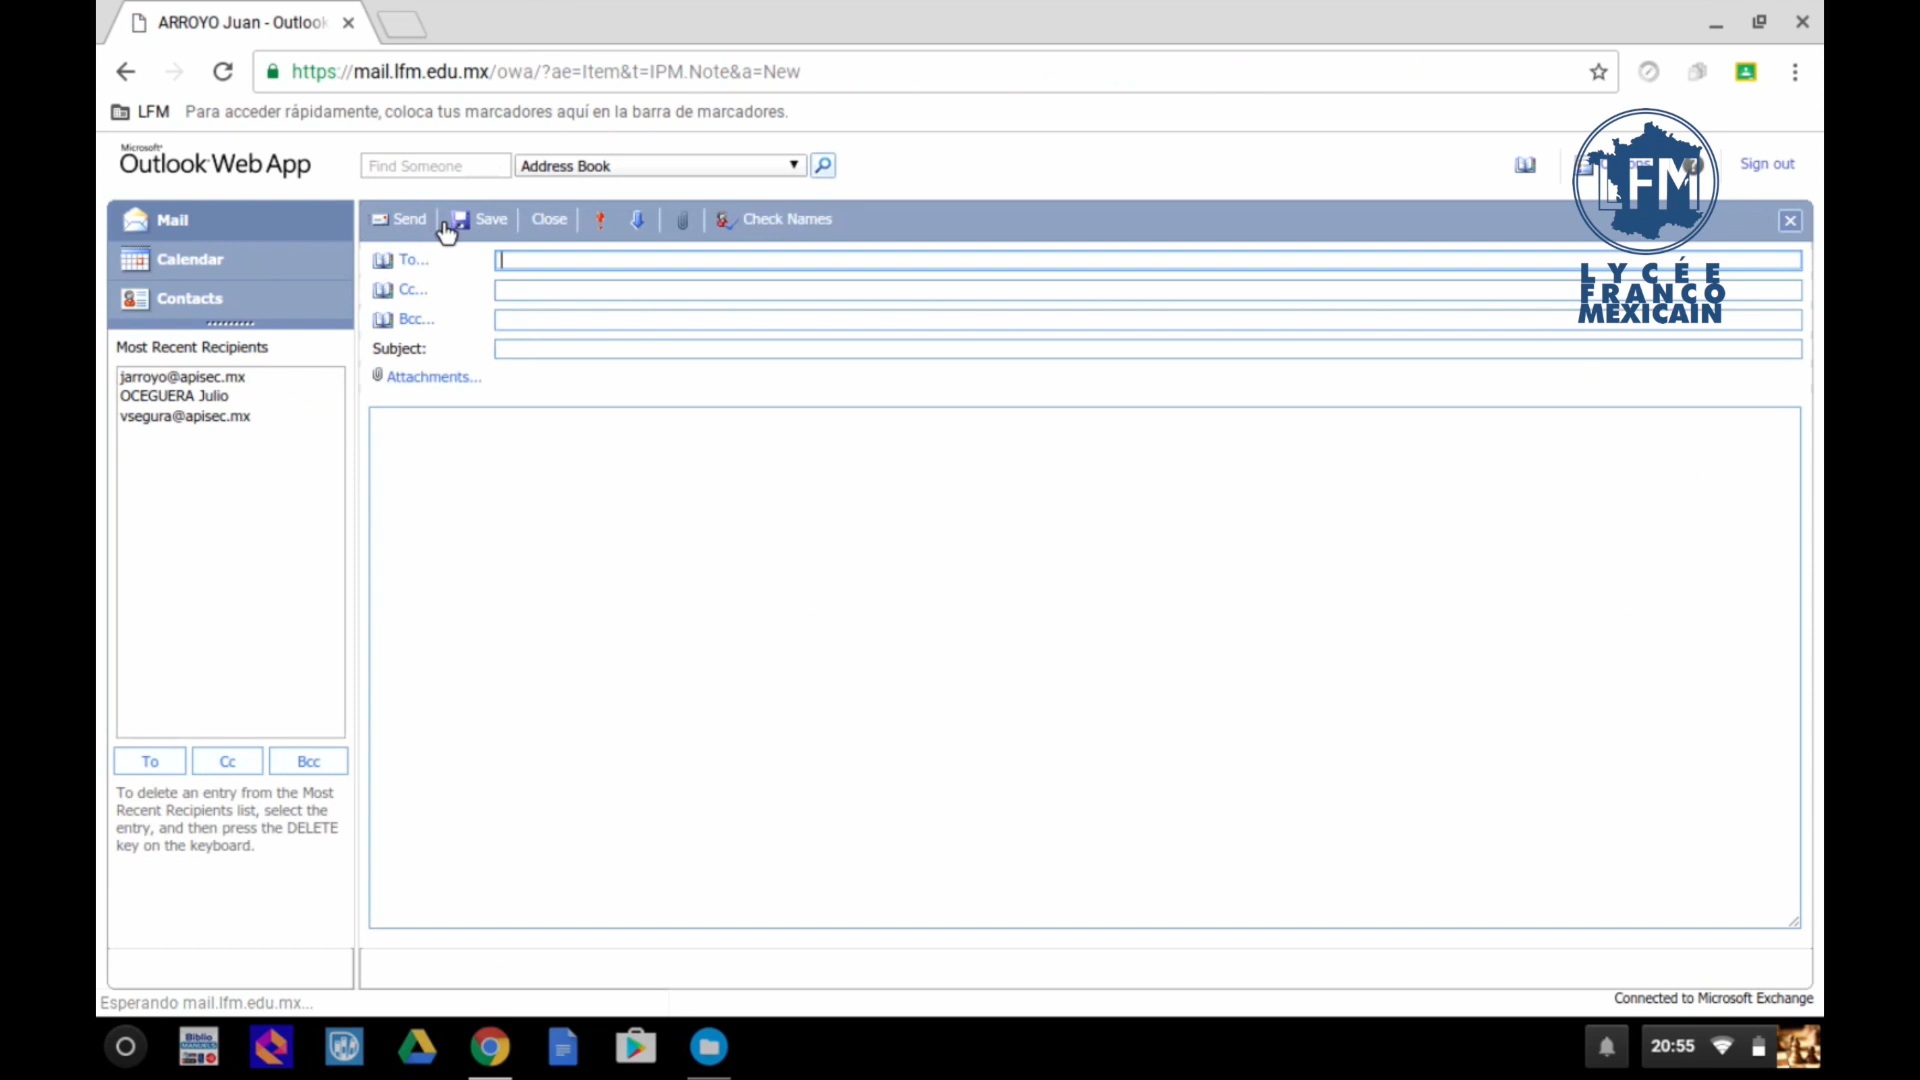 ARROYO Juan - Outlook
https://mail.lfm.edu.mx/owa/?ae=Item&t=IPM.Note&a=New
LFM Para acceder rápidamente, coloca tus marcadores aquí en la barra de marcadores.
Microsoft
Outlook Web App
Find Someone
Address Book
Sign out
LFM
LYCÉE
FRANCO
MEXICAIN
Mail
Calendar
Contacts
Send
Save
Close
Check Names
To...
Cc...
Bcc...
Subject:
Attachments...
Most Recent Recipients
jarroyo@apisec.mx
OCEGUERA Julio
vsegura@apisec.mx
To
Cc
Bcc
To delete an entry from the Most
Recent Recipients list, select the
entry, and then press the DELETE
key on the keyboard.
Esperando mail.lfm.edu.mx...
Connected to Microsoft Exchange
Biblio
MANUELS
20:55